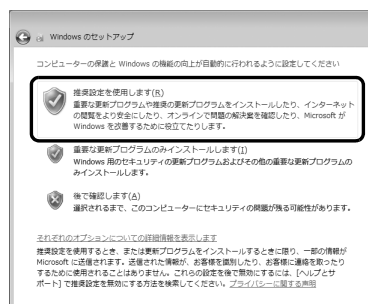 Windows のセットアップ
コンピューターの保護と Windows の機能の向上が自動的に行われるように設定してください
推奨設定を使用します(R)
重要な更新プログラムや推奨の更新プログラムをインストールしたり、インターネット
の閲覧をより安全にしたり、オンラインで問題の解決策を確認したり、Microsoft が
Windows を改善するために役立てたりします。
重要な更新プログラムのみインストールします(I)
Windows 用のセキュリティの更新プログラムおよびその他の重要な更新プログラムの
みインストールします。
後で確認します(A)
選択されるまで、このコンピューターにセキュリティの問題が残る可能性があります。
それぞれのオプションについての詳細情報を表示します
推奨設定を使用するとき、または更新プログラムをインストールするときに限り、一部の情報が
Microsoft に送信されます。送信された情報が、お客様を識別したり、お客様に連絡を取ったり
するために使用されることはありません。これらの設定を後で無効にするには、[ヘルプとサ
ポート] で推奨設定を無効にする方法を検索してください。プライバシーに関する声明